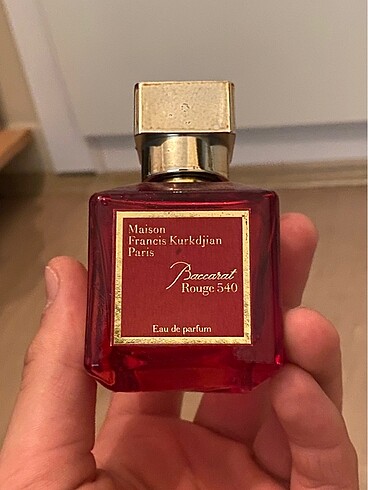 Maison
Francis Kurkdjian
Paris
Baccarat
Rouge 540
Eau de parfum